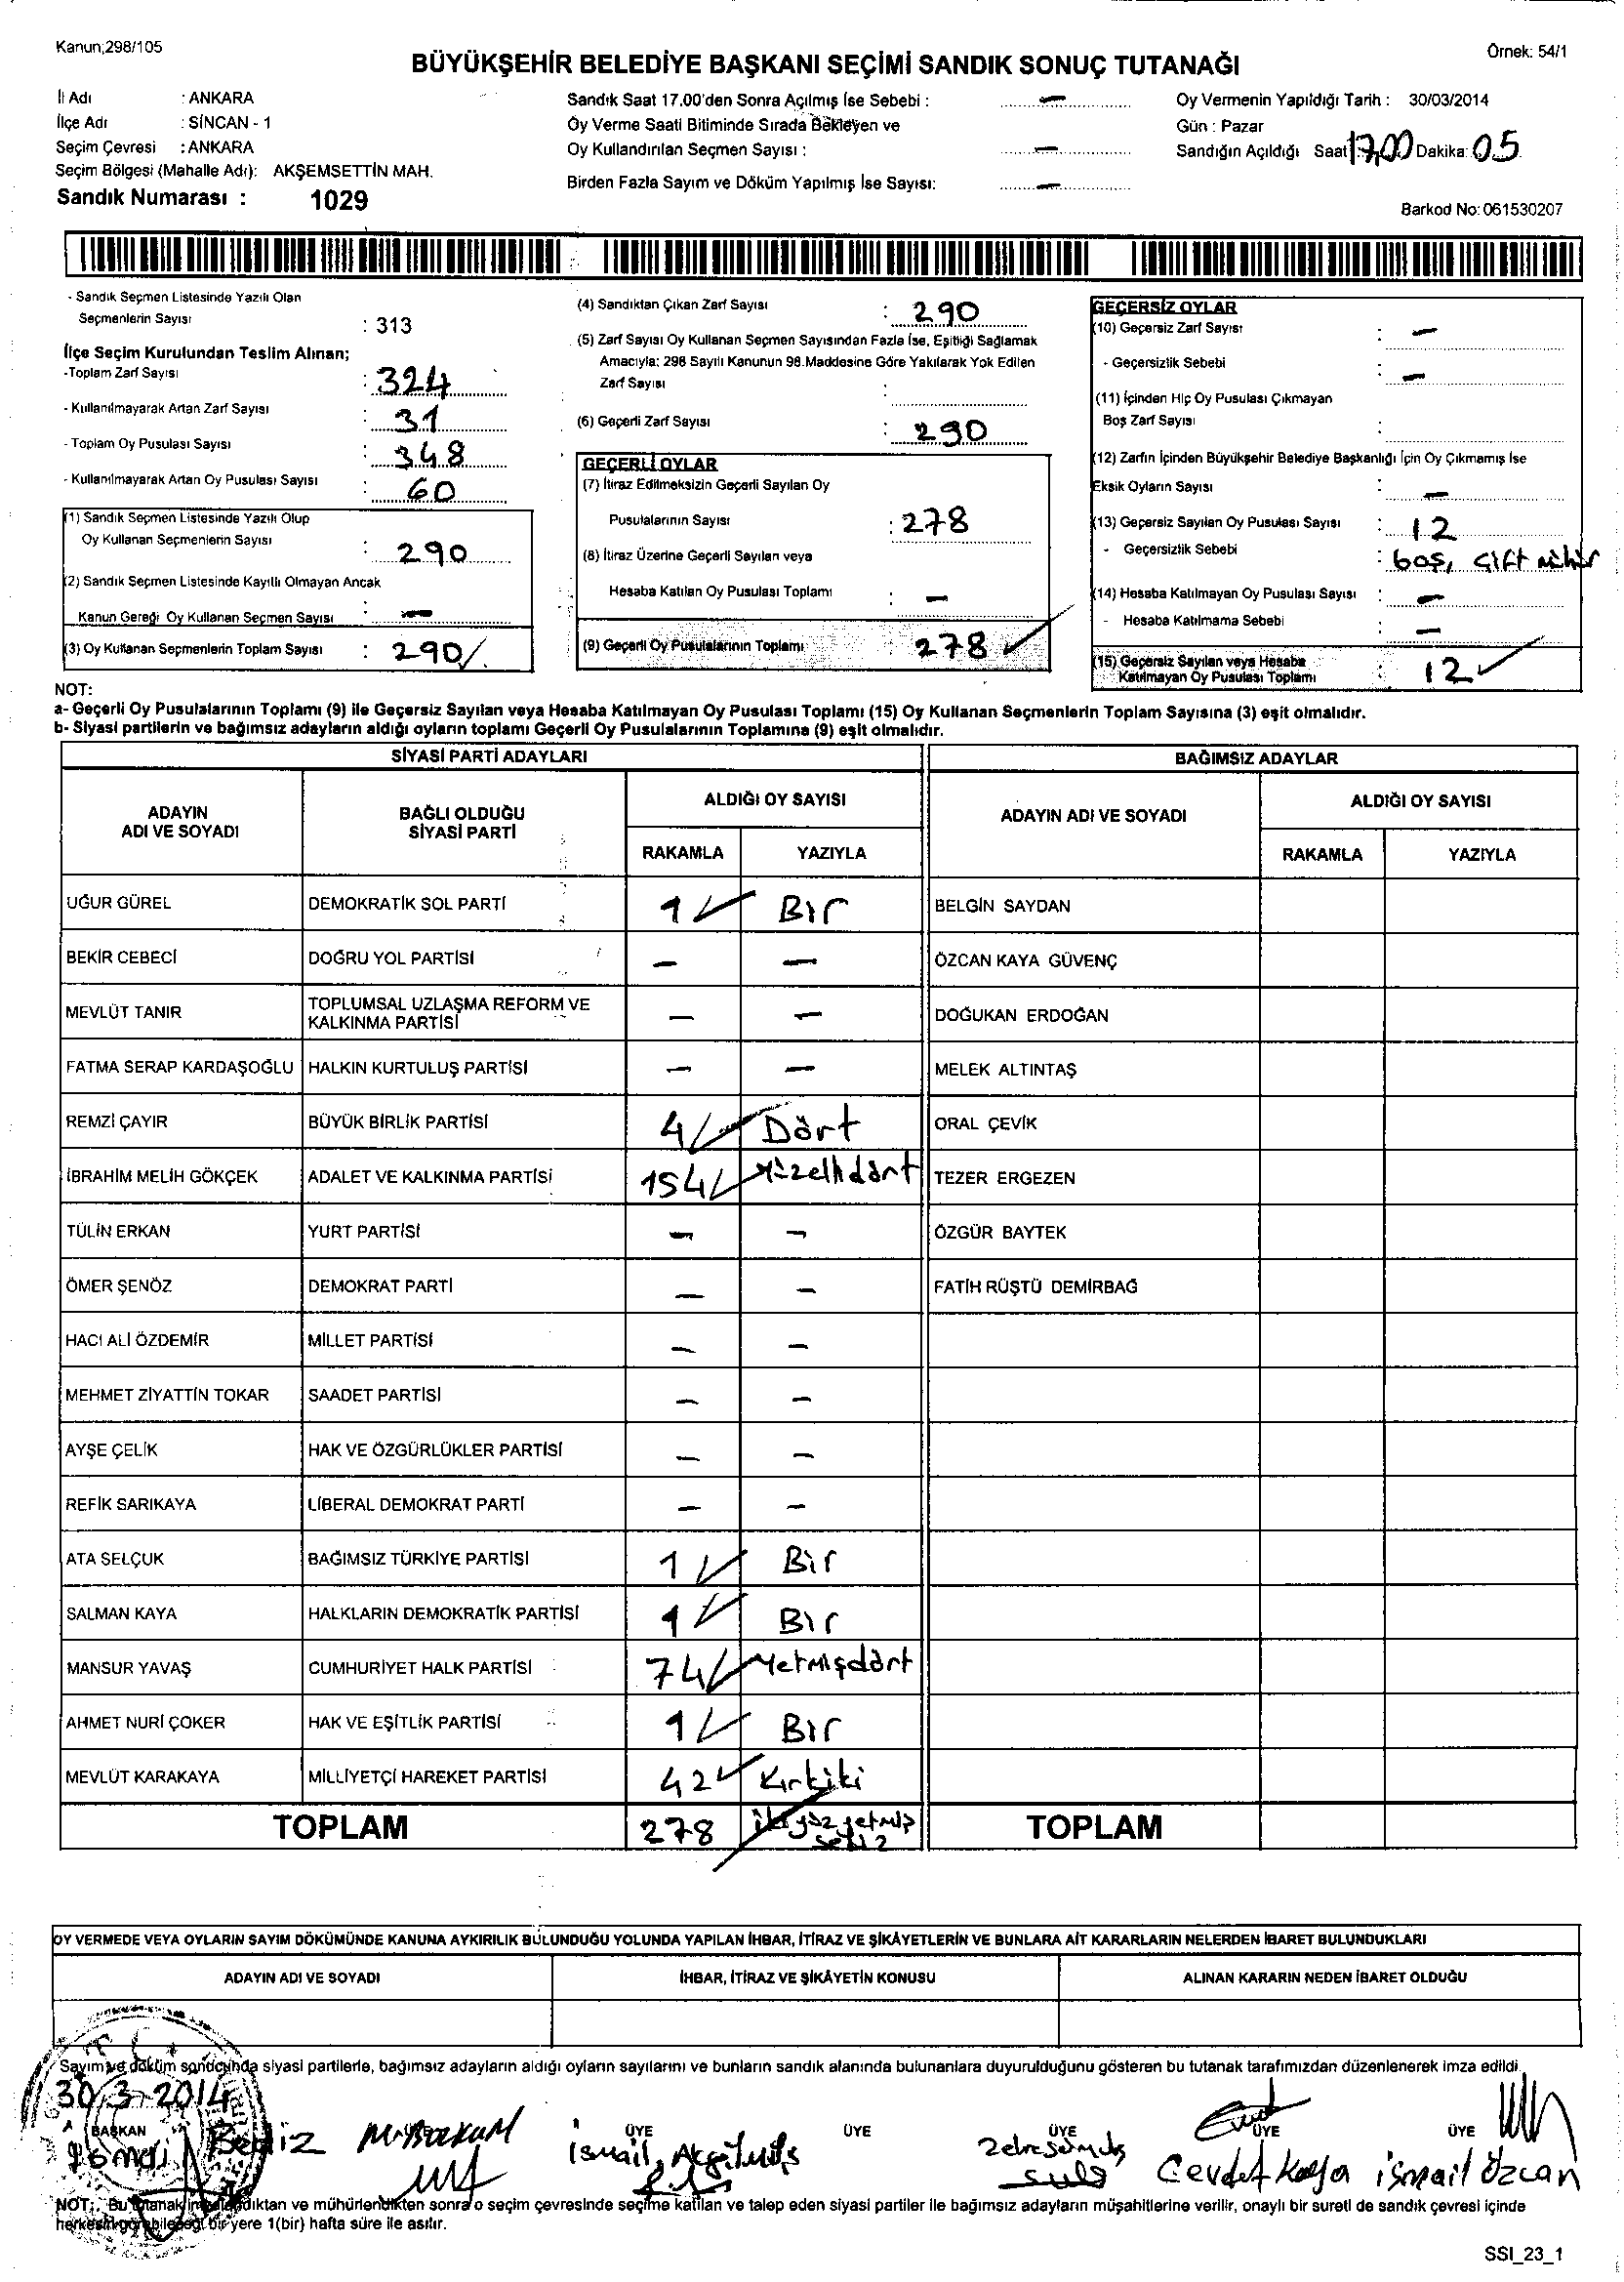 Kanun;298/105
Örnek: 54/1
BÜYÜKŞEHİR BELEDİYE BAŞKANI SEÇİMİ SANDIK SONUÇ TUTANAĞI
İl Adı : ANKARA
İlçe Adı : SİNCAN - 1
Seçim Çevresi : ANKARA
Seçim Bölgesi (Mahalle Adı): AKŞEMSETTİN MAH.
Sandık Numarası : 1029
Sandık Saat 17.00'den Sonra Açılmış İse Sebebi : —
Oy Verme Saati Bitiminde Sırada Bekleyen ve
Oy Kullandırılan Seçmen Sayısı : —
Birden Fazla Sayım ve Döküm Yapılmış İse Sayısı: —
Oy Vermenin Yapıldığı Tarih : 30/03/2014
Gün : Pazar
Sandığın Açıldığı Saat 17,00 Dakika: 05
Barkod No: 061530207
- Sandık Seçmen Listesinde Yazılı Olan
Seçmenlerin Sayısı : 313
İlçe Seçim Kurulundan Teslim Alınan;
-Toplam Zarf Sayısı : 324
- Kullanılmayarak Artan Zarf Sayısı : 31
- Toplam Oy Pusulası Sayısı : 348
- Kullanılmayarak Artan Oy Pusulası Sayısı : 60
(1) Sandık Seçmen Listesinde Yazılı Olup
Oy Kullanan Seçmenlerin Sayısı : 290
(2) Sandık Seçmen Listesinde Kayıtlı Olmayan Ancak
Kanun Gereği Oy Kullanan Seçmen Sayısı : —
(3) Oy Kullanan Seçmenlerin Toplam Sayısı : 290
(4) Sandıktan Çıkan Zarf Sayısı : 290
(5) Zarf Sayısı Oy Kullanan Seçmen Sayısından Fazla İse, Eşitliği Sağlamak
Amacıyla: 298 Sayılı Kanunun 98.Maddesine Göre Yakılarak Yok Edilen
Zarf Sayısı :
(6) Geçerli Zarf Sayısı : 290
GEÇERLİ OYLAR
(7) İtiraz Edilmeksizin Geçerli Sayılan Oy
Pusulalarının Sayısı : 278
(8) İtiraz Üzerine Geçerli Sayılan veya
Hesaba Katılan Oy Pusulası Toplamı : —
(9) Geçerli Oy Pusulalarının Toplamı : 278
GEÇERSİZ OYLAR
(10) Geçersiz Zarf Sayısı : —
- Geçersizlik Sebebi : —
(11) İçinden Hiç Oy Pusulası Çıkmayan
Boş Zarf Sayısı :
(12) Zarfın İçinden Büyükşehir Belediye Başkanlığı İçin Oy Çıkmamış İse
Eksik Oyların Sayısı : —
(13) Geçersiz Sayılan Oy Pusulası Sayısı : 12
- Geçersizlik Sebebi : boş, çift mühür
(14) Hesaba Katılmayan Oy Pusulası Sayısı : —
- Hesaba Katılmama Sebebi : —
(15) Geçersiz Sayılan veya Hesaba
Katılmayan Oy Pusulası Toplamı : 12
NOT:
a- Geçerli Oy Pusulalarının Toplamı (9) ile Geçersiz Sayılan veya Hesaba Katılmayan Oy Pusulası Toplamı (15) Oy Kullanan Seçmenlerin Toplam Sayısına (3) eşit olmalıdır.
b- Siyasi partilerin ve bağımsız adayların aldığı oyların toplamı Geçerli Oy Pusulalarının Toplamına (9) eşit olmalıdır.
SİYASİ PARTİ ADAYLARI
BAĞIMSIZ ADAYLAR
ADAYIN ADI VE SOYADI
BAĞLI OLDUĞU SİYASİ PARTİ
ALDIĞI OY SAYISI
RAKAMLA YAZIYLA
ADAYIN ADI VE SOYADI
ALDIĞI OY SAYISI
RAKAMLA YAZIYLA
UĞUR GÜREL DEMOKRATİK SOL PARTİ 1 Bir BELGİN SAYDAN
BEKİR CEBECİ DOĞRU YOL PARTİSİ — — ÖZCAN KAYA GÜVENÇ
MEVLÜT TANIR TOPLUMSAL UZLAŞMA REFORM VE KALKINMA PARTİSİ — — DOĞUKAN ERDOĞAN
FATMA SERAP KARDAŞOĞLU HALKIN KURTULUŞ PARTİSİ — — MELEK ALTINTAŞ
REMZİ ÇAYIR BÜYÜK BİRLİK PARTİSİ 4 Dört ORAL ÇEVİK
İBRAHİM MELİH GÖKÇEK ADALET VE KALKINMA PARTİSİ 154 Yüzellidört TEZER ERGEZEN
TÜLİN ERKAN YURT PARTİSİ — — ÖZGÜR BAYTEK
ÖMER ŞENÖZ DEMOKRAT PARTİ — — FATİH RÜŞTÜ DEMİRBAĞ
HACI ALİ ÖZDEMİR MİLLET PARTİSİ — —
MEHMET ZİYATTİN TOKAR SAADET PARTİSİ — —
AYŞE ÇELİK HAK VE ÖZGÜRLÜKLER PARTİSİ — —
REFİK SARIKAYA LİBERAL DEMOKRAT PARTİ — —
ATA SELÇUK BAĞIMSIZ TÜRKİYE PARTİSİ 1 Bir
SALMAN KAYA HALKLARIN DEMOKRATİK PARTİSİ 1 Bir
MANSUR YAVAŞ CUMHURİYET HALK PARTİSİ 74 Yetmişdört
AHMET NURİ ÇOKER HAK VE EŞİTLİK PARTİSİ 1 Bir
MEVLÜT KARAKAYA MİLLİYETÇİ HAREKET PARTİSİ 42 Kırkiki
TOPLAM 278 ikiyüzyetmiş sekiz TOPLAM
OY VERMEDE VEYA OYLARIN SAYIM DÖKÜMÜNDE KANUNA AYKIRILIK BULUNDUĞU YOLUNDA YAPILAN İHBAR, İTİRAZ VE ŞİKÂYETLERİN VE BUNLARA AİT KARARLARIN NELERDEN İBARET BULUNDUKLARI
ADAYIN ADI VE SOYADI
İHBAR, İTİRAZ VE ŞİKÂYETİN KONUSU
ALINAN KARARIN NEDEN İBARET OLDUĞU
Sayım ve döküm sonucunda siyasi partilerle, bağımsız adayların aldığı oyların sayılarını ve bunların sandık alanında bulunanlara duyurulduğunu gösteren bu tutanak tarafımızdan düzenlenerek imza edildi.
30.3.2014
BAŞKAN ÜYE ÜYE ÜYE ÜYE ÜYE
İsmail Cevdet Kaya ismail özcan
NOT:. Bu tutanak imzalandıktan ve mühürlendikten sonra o seçim çevresinde seçime katılan ve talep eden siyasi partiler ile bağımsız adayların müşahitlerine verilir, onaylı bir sureti de sandık çevresi içinde
herkesin görebileceği bir yere 1(bir) hafta süre ile asılır.
SSI_23_1